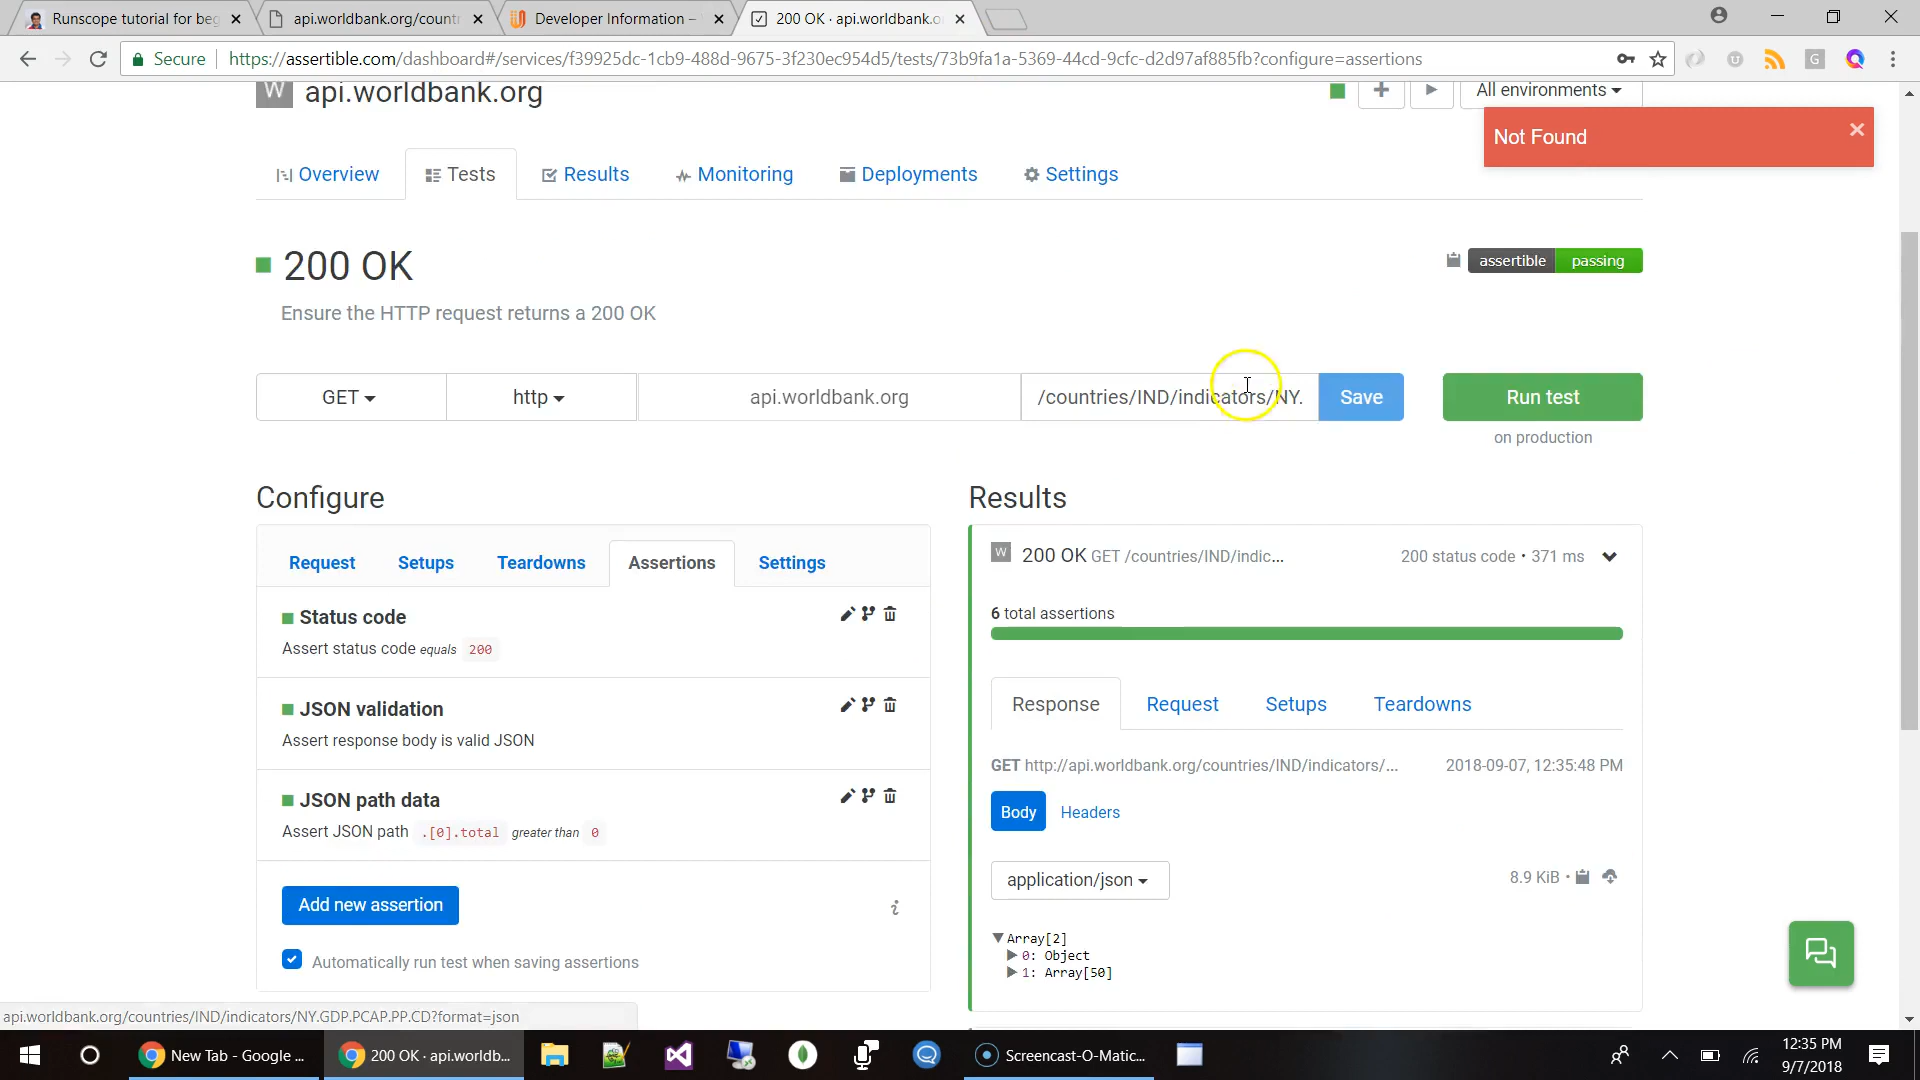 Runscope tutorial for beg
api.worldbank.org/countr
Developer Information –
200 OK · api.worldbank.o
Secure
https://assertible.com/dashboard#/services/f39925dc-1cb9-488d-9675-3f230ec954d5/tests/73b9fa1a-5369-44cd-9cfc-d2d97af885fb?configure=assertions
W api.worldbank.org
All environments
Not Found
Overview
Tests
Results
Monitoring
Deployments
Settings
200 OK
assertible passing
Ensure the HTTP request returns a 200 OK
GET
http
api.worldbank.org
/countries/IND/indicators/NY.
Save
Run test
on production
Configure
Results
Request
Setups
Teardowns
Assertions
Settings
W 200 OK GET /countries/IND/indic...
200 status code • 371 ms
Status code
Assert status code equals 200
6 total assertions
JSON validation
Assert response body is valid JSON
Response
Request
Setups
Teardowns
GET http://api.worldbank.org/countries/IND/indicators/...
2018-09-07, 12:35:48 PM
JSON path data
Assert JSON path .[0].total greater than 0
Body
Headers
application/json
8.9 KiB •
Add new assertion
i
Automatically run test when saving assertions
Array[2]
0: Object
1: Array[50]
api.worldbank.org/countries/IND/indicators/NY.GDP.PCAP.PP.CD?format=json
New Tab - Google ...
200 OK · api.worldb...
Screencast-O-Matic...
12:35 PM
9/7/2018